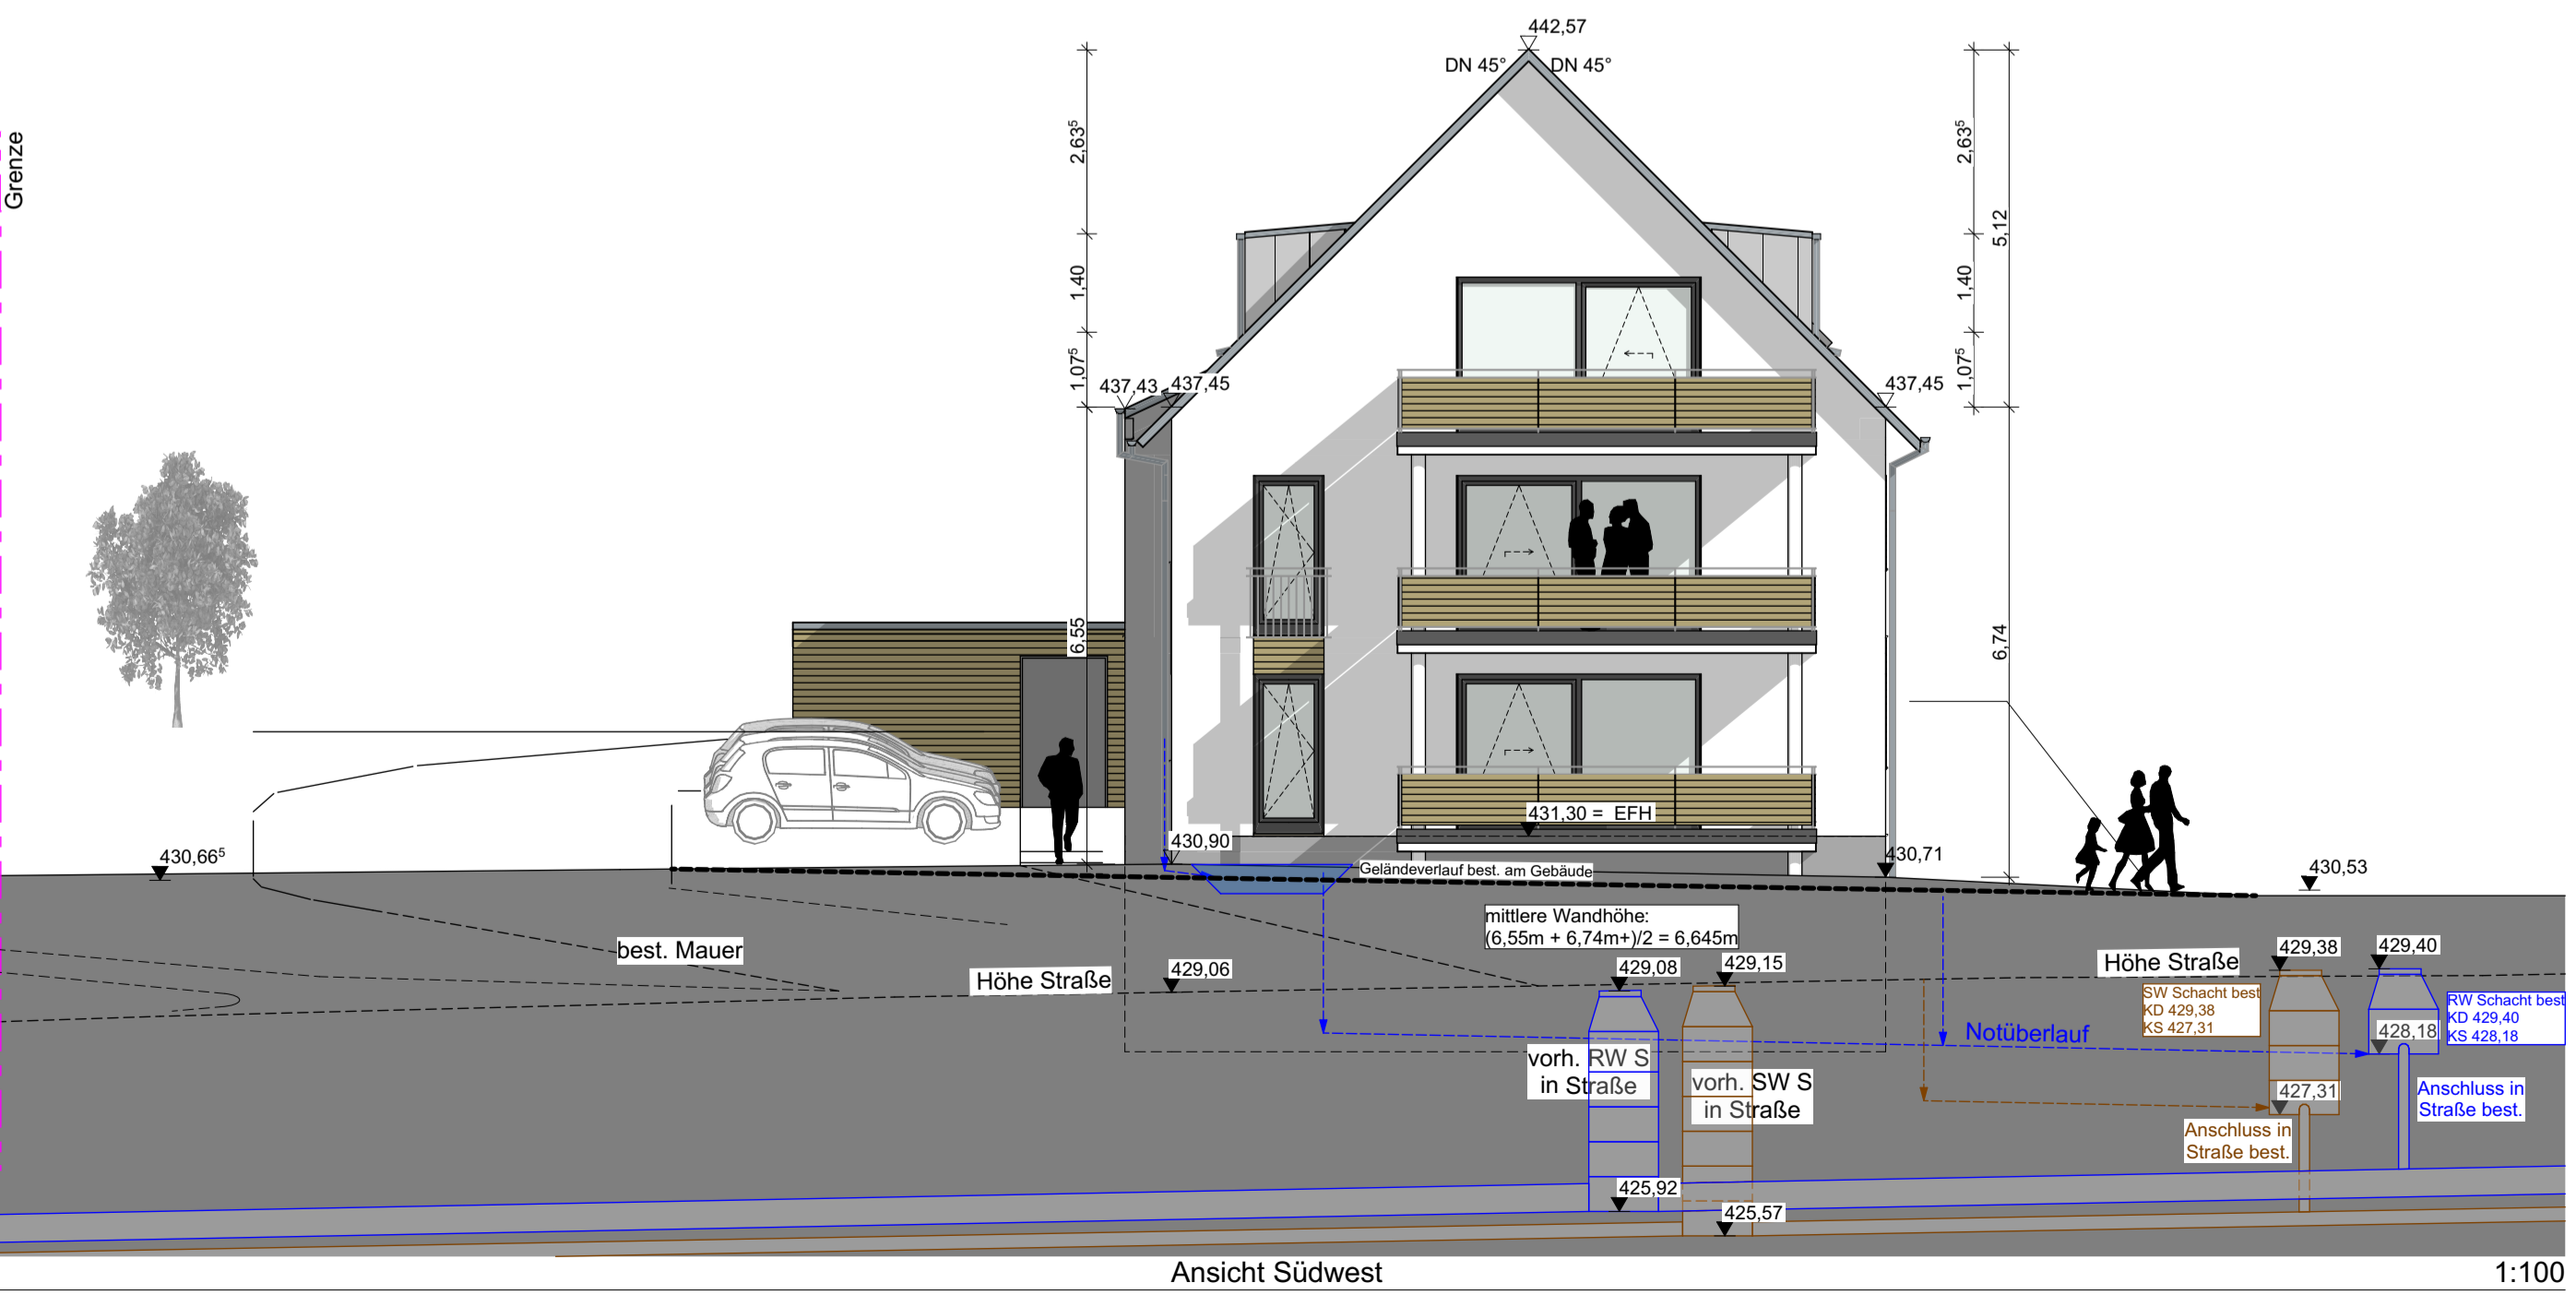 442,57
DN 45°
DN 45°
Grenze
2,63⁵
2,63⁵
5,12
1,40
1,40
1,07⁵
1,07⁵
437,43
437,45
437,45
6,55
6,74
431,30 = EFH
430,90
430,66⁵
430,71
430,53
Geländeverlauf best. am Gebäude
mittlere Wandhöhe:
(6,55m + 6,74m+)/2 = 6,645m
best. Mauer
Höhe Straße
429,06
429,08
429,15
Höhe Straße
429,38
429,40
SW Schacht best
KD 429,38
KS 427,31
RW Schacht best
KD 429,40
KS 428,18
428,18
Notüberlauf
vorh. RW S
in Straße
vorh. SW S
in Straße
427,31
Anschluss in
Straße best.
Anschluss in
Straße best.
425,92
425,57
Ansicht Südwest
1:100